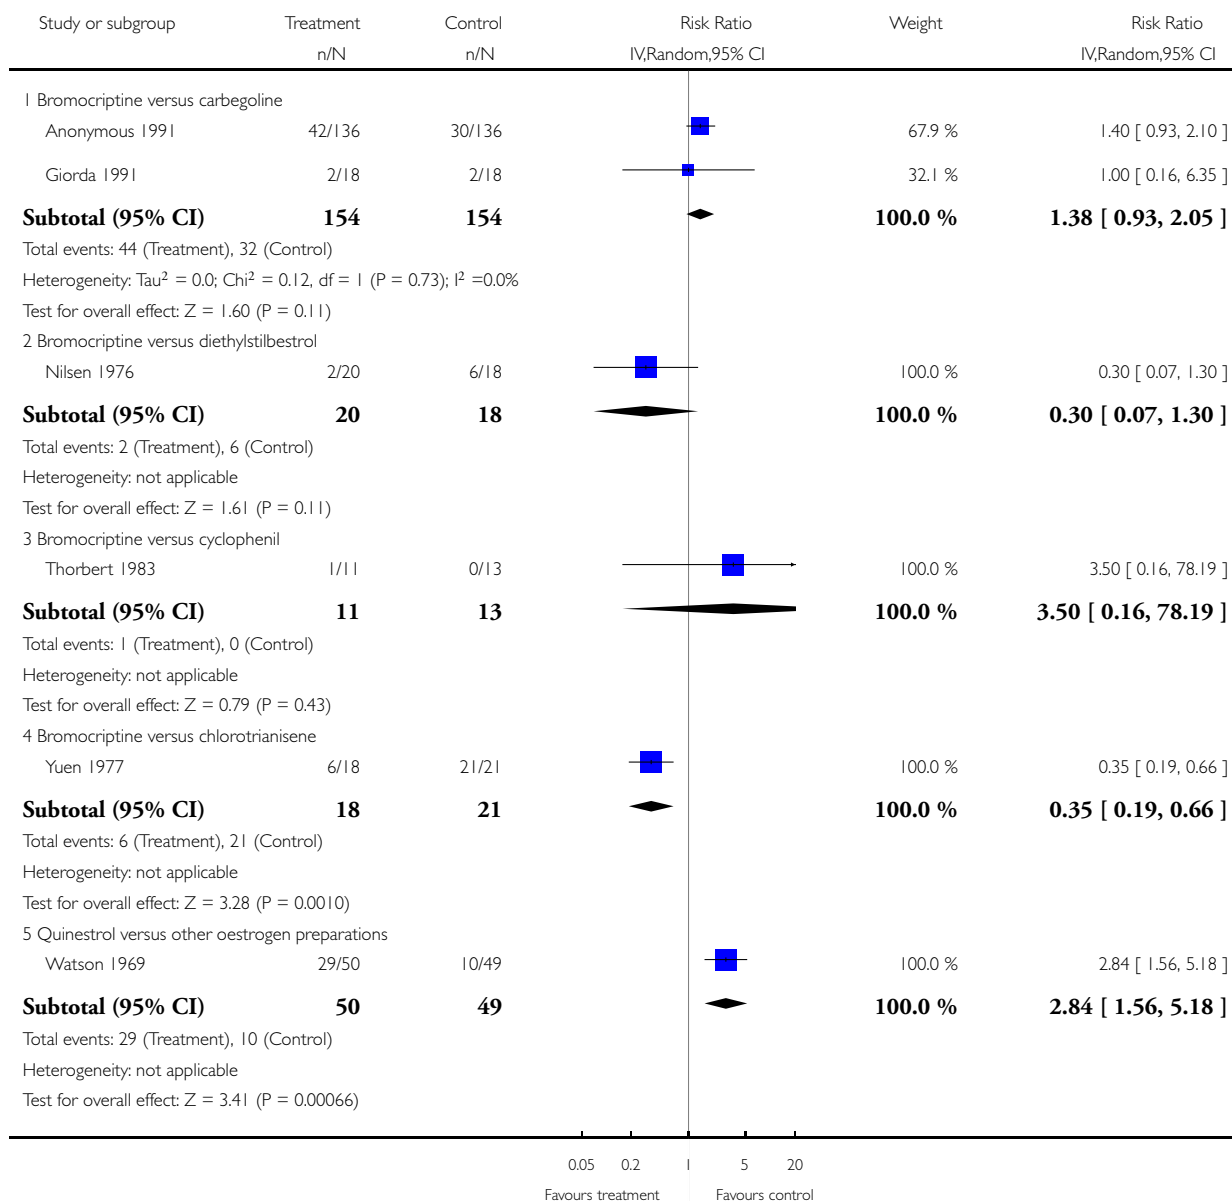 Study or subgroup Treatment Control Risk Ratio Weight Risk Ratio
n/N n/N IV,Random,95% CI IV,Random,95% CI
1 Bromocriptine versus carbegoline
Anonymous 1991 42/136 30/136 67.9 % 1.40 [ 0.93, 2.10 ]
Giorda 1991 2/18 2/18 32.1 % 1.00 [ 0.16, 6.35 ]
Subtotal (95% CI) 154 154 100.0 % 1.38 [ 0.93, 2.05 ]
Total events: 44 (Treatment), 32 (Control)
Heterogeneity: Tau² = 0.0; Chi² = 0.12, df = 1 (P = 0.73); I² =0.0%
Test for overall effect: Z = 1.60 (P = 0.11)
2 Bromocriptine versus diethylstilbestrol
Nilsen 1976 2/20 6/18 100.0 % 0.30 [ 0.07, 1.30 ]
Subtotal (95% CI) 20 18 100.0 % 0.30 [ 0.07, 1.30 ]
Total events: 2 (Treatment), 6 (Control)
Heterogeneity: not applicable
Test for overall effect: Z = 1.61 (P = 0.11)
3 Bromocriptine versus cyclophenil
Thorbert 1983 1/11 0/13 100.0 % 3.50 [ 0.16, 78.19 ]
Subtotal (95% CI) 11 13 100.0 % 3.50 [ 0.16, 78.19 ]
Total events: 1 (Treatment), 0 (Control)
Heterogeneity: not applicable
Test for overall effect: Z = 0.79 (P = 0.43)
4 Bromocriptine versus chlorotrianisene
Yuen 1977 6/18 21/21 100.0 % 0.35 [ 0.19, 0.66 ]
Subtotal (95% CI) 18 21 100.0 % 0.35 [ 0.19, 0.66 ]
Total events: 6 (Treatment), 21 (Control)
Heterogeneity: not applicable
Test for overall effect: Z = 3.28 (P = 0.0010)
5 Quinestrol versus other oestrogen preparations
Watson 1969 29/50 10/49 100.0 % 2.84 [ 1.56, 5.18 ]
Subtotal (95% CI) 50 49 100.0 % 2.84 [ 1.56, 5.18 ]
Total events: 29 (Treatment), 10 (Control)
Heterogeneity: not applicable
Test for overall effect: Z = 3.41 (P = 0.00066)
0.05 0.2 1 5 20
Favours treatment Favours control